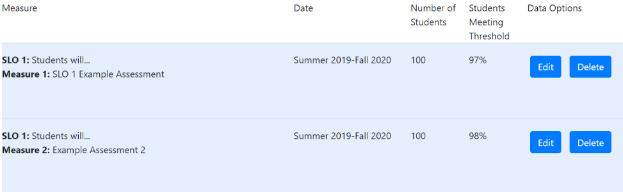 Measure Date Number of Students Students Meeting Threshold Data Options
SLO 1: Students will... Summer 2019-Fall 2020 100 97% Edit Delete
Measure 1: SLO 1 Example Assessment
SLO 1: Students will... Summer 2019-Fall 2020 100 98% Edit Delete
Measure 2: Example Assessment 2